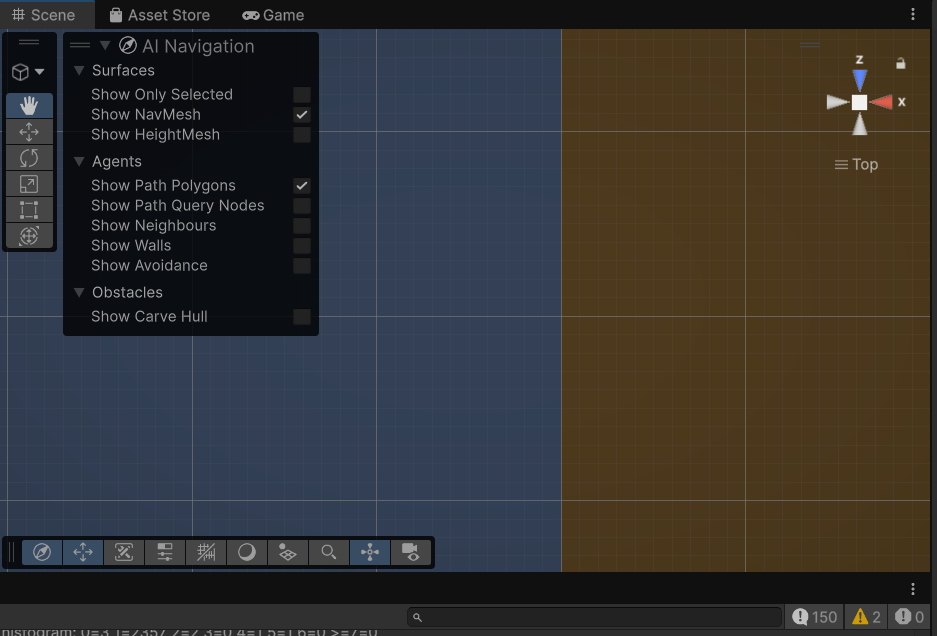 Scene
Asset Store
Game
AI Navigation
Surfaces
Show Only Selected
Show NavMesh
Show HeightMesh
Agents
Show Path Polygons
Show Path Query Nodes
Show Neighbours
Show Walls
Show Avoidance
Obstacles
Show Carve Hull
z
x
Top
150
2
0